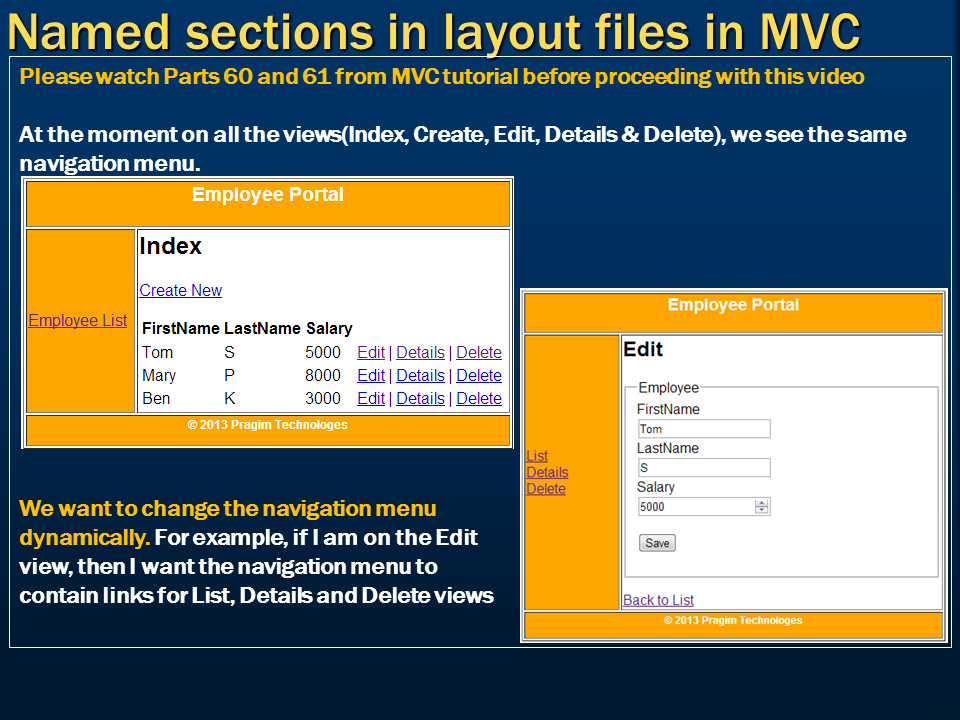 Named sections in layout files in MVC
Please watch Parts 60 and 61 from MVC tutorial before proceeding with this video
At the moment on all the views(Index, Create, Edit, Details & Delete), we see the same
navigation menu.
Employee Portal
Index
Create New
Employee List
FirstName LastName Salary
Tom S 5000 Edit | Details | Delete
Mary P 8000 Edit | Details | Delete
Ben K 3000 Edit | Details | Delete
© 2013 Pragim Technologes
We want to change the navigation menu
dynamically. For example, if I am on the Edit
view, then I want the navigation menu to
contain links for List, Details and Delete views
Employee Portal
Edit
List
Details
Delete
Employee
FirstName
Tom
LastName
S
Salary
5000
Save
Back to List
© 2013 Pragim Technologes